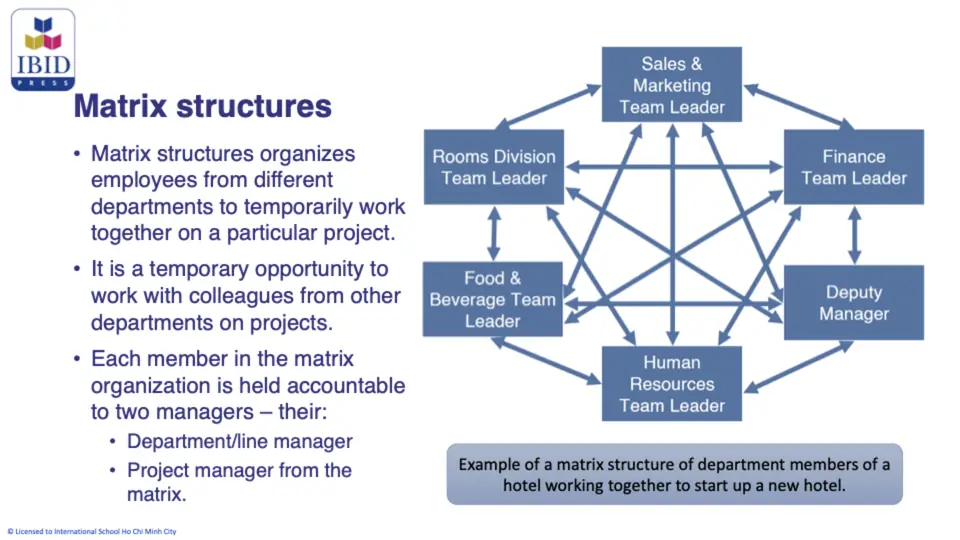 IBID
PRESS
Matrix structures
• Matrix structures organizes
employees from different
departments to temporarily work
together on a particular project.
• It is a temporary opportunity to
work with colleagues from other
departments on projects.
• Each member in the matrix
organization is held accountable
to two managers – their:
• Department/line manager
• Project manager from the
matrix.
Sales &
Marketing
Team Leader
Rooms Division
Team Leader
Finance
Team Leader
Food &
Beverage Team
Leader
Deputy
Manager
Human
Resources
Team Leader
Example of a matrix structure of department members of a
hotel working together to start up a new hotel.
© Licensed to International School Ho Chi Minh City